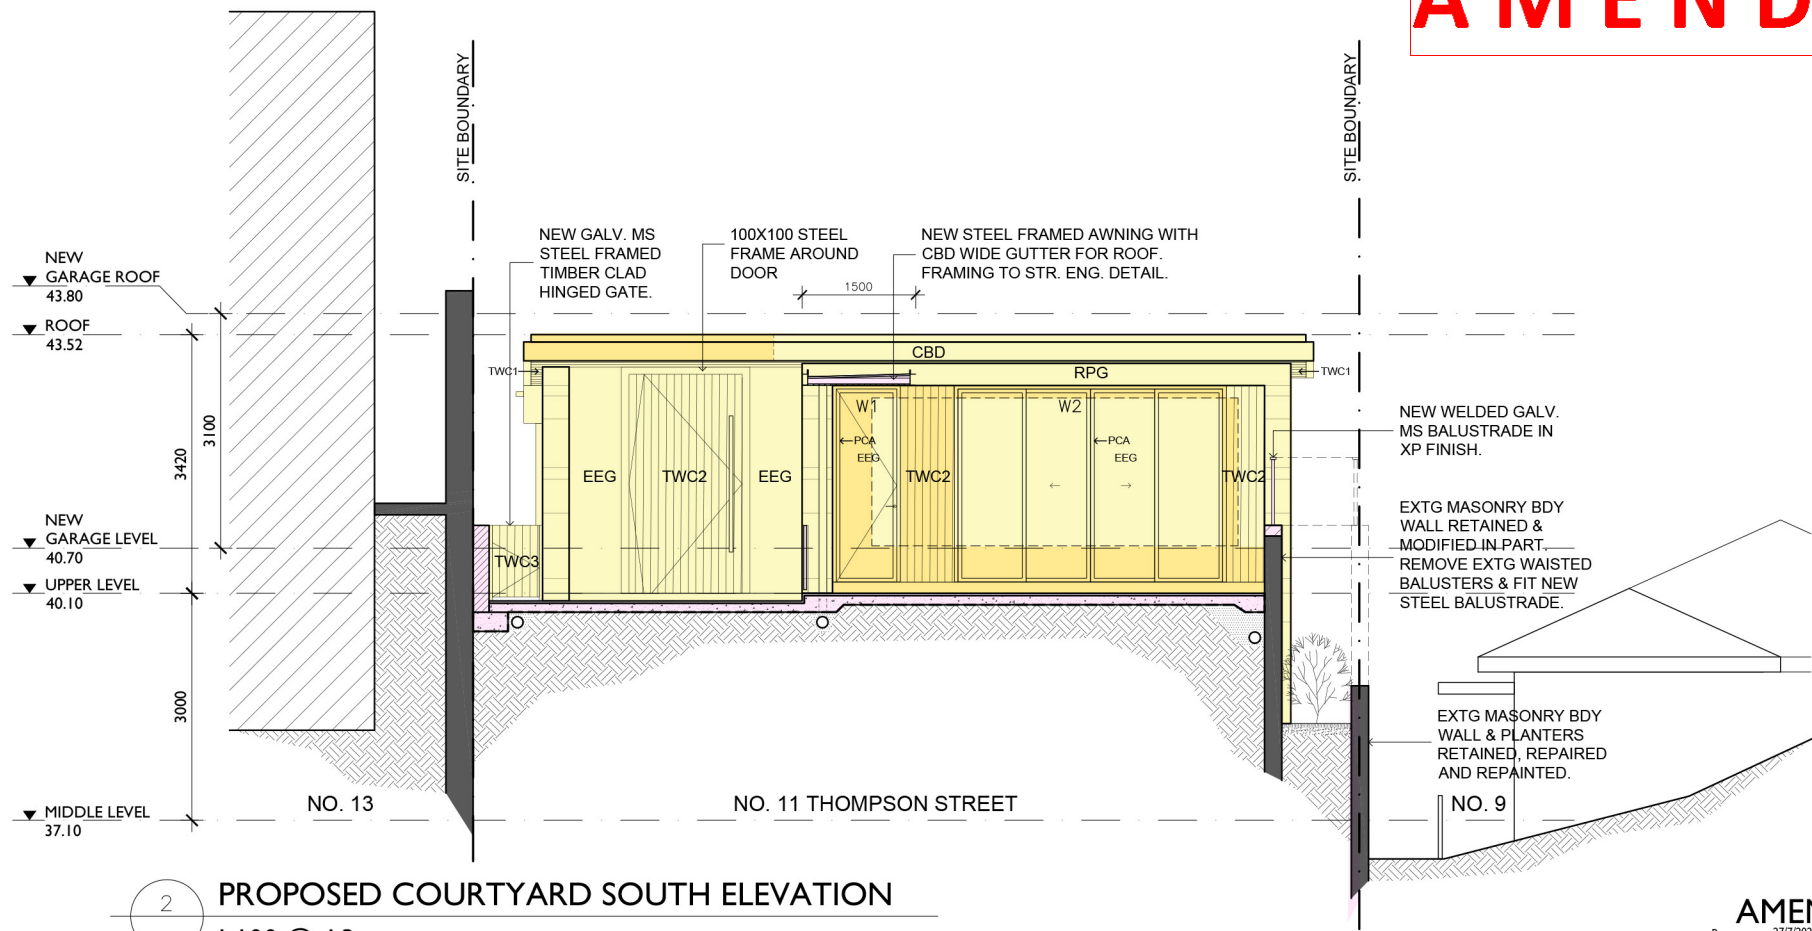 AMEND
SITE BOUNDARY
SITE BOUNDARY
NEW GALV. MS
STEEL FRAMED
TIMBER CLAD
HINGED GATE.
100X100 STEEL
FRAME AROUND
DOOR
NEW STEEL FRAMED AWNING WITH
CBD WIDE GUTTER FOR ROOF.
FRAMING TO STR. ENG. DETAIL.
1500
NEW
GARAGE ROOF
43.80
ROOF
43.52
3100
3420
NEW
GARAGE LEVEL
40.70
UPPER LEVEL
40.10
3000
MIDDLE LEVEL
37.10
CBD
RPG
TWC1
TWC1
W1
W2
PCA
EEG
PCA
EEG
EEG
TWC2
EEG
TWC2
TWC2
TWC3
NEW WELDED GALV.
MS BALUSTRADE IN
XP FINISH.
EXTG MASONRY BDY
WALL RETAINED &
MODIFIED IN PART.
REMOVE EXTG WAISTED
BALUSTERS & FIT NEW
STEEL BALUSTRADE.
EXTG MASONRY BDY
WALL & PLANTERS
RETAINED, REPAIRED
AND REPAINTED.
NO. 13
NO. 11 THOMPSON STREET
NO. 9
2
PROPOSED COURTYARD SOUTH ELEVATION
AMEN